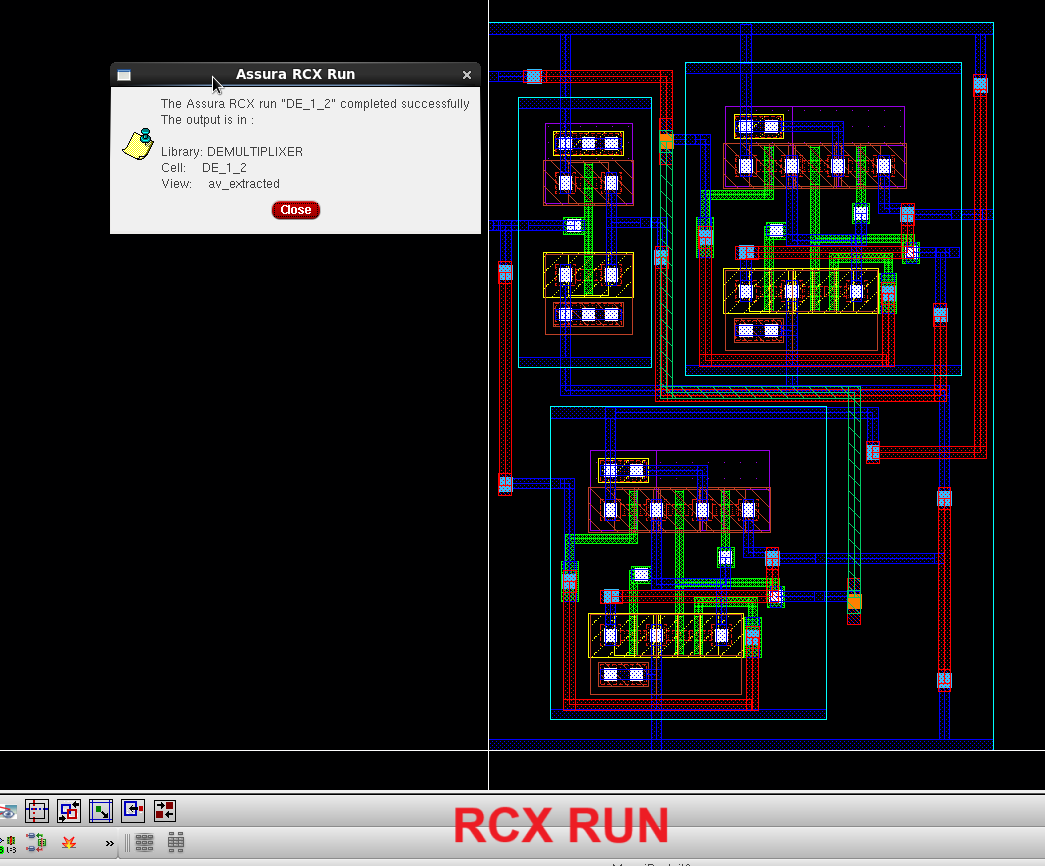 Assura RCX Run
The Assura RCX run "DE_1_2" completed successfully
The output is in :
Library: DEMULTIPLIXER
Cell: DE_1_2
View: av_extracted
Close
»
RCX RUN